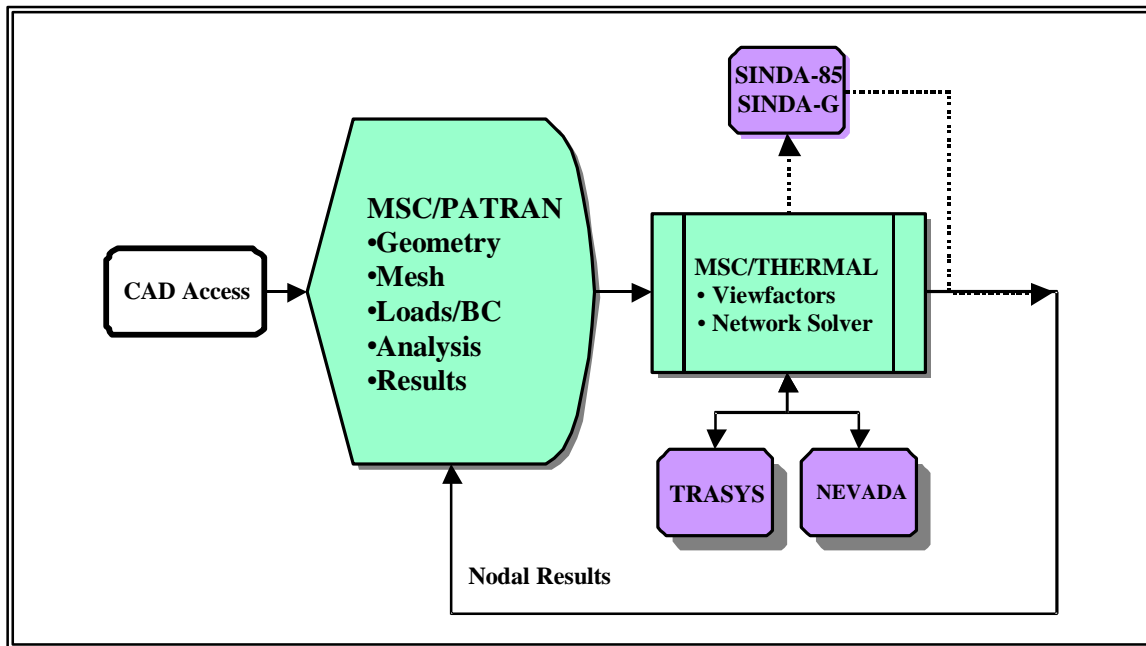 SINDA-85
SINDA-G
MSC/PATRAN
•Geometry
•Mesh
•Loads/BC
•Analysis
•Results
CAD Access
MSC/THERMAL
• Viewfactors
• Network Solver
TRASYS
NEVADA
Nodal Results